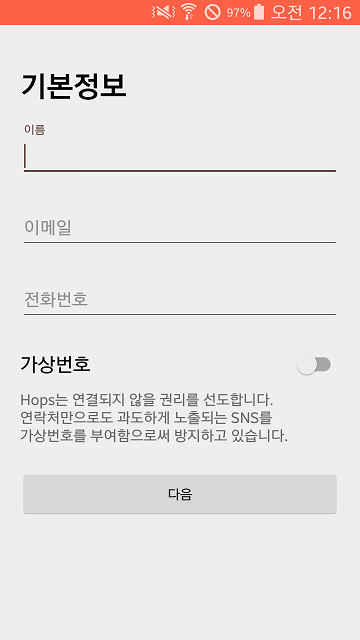 97% 오전 12:16
기본정보
이름
이메일
전화번호
가상번호
Hops는 연결되지 않을 권리를 선도합니다.
연락처만으로도 과도하게 노출되는 SNS를
가상번호를 부여함으로써 방지하고 있습니다.
다음